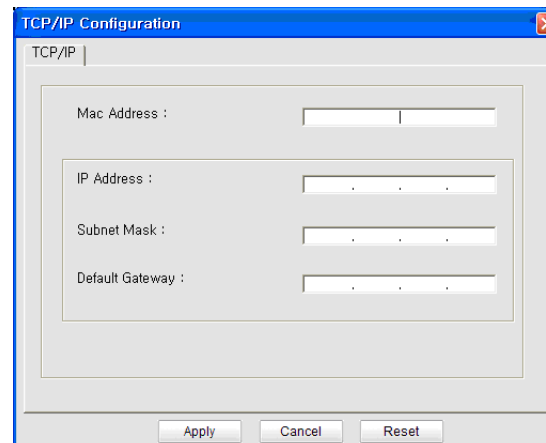 TCP/IP Configuration
TCP/IP
Mac Address :
IP Address :
. . .
Subnet Mask :
. . .
Default Gateway :
. . .
Apply Cancel Reset